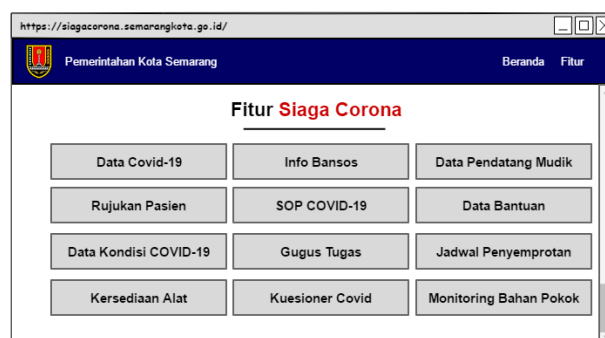 https://siagacorona.semarangkota.go.id/
Pemerintahan Kota Semarang
Beranda Fitur
Fitur Siaga Corona
Data Covid-19 Info Bansos Data Pendatang Mudik
Rujukan Pasien SOP COVID-19 Data Bantuan
Data Kondisi COVID-19 Gugus Tugas Jadwal Penyemprotan
Kersediaan Alat Kuesioner Covid Monitoring Bahan Pokok